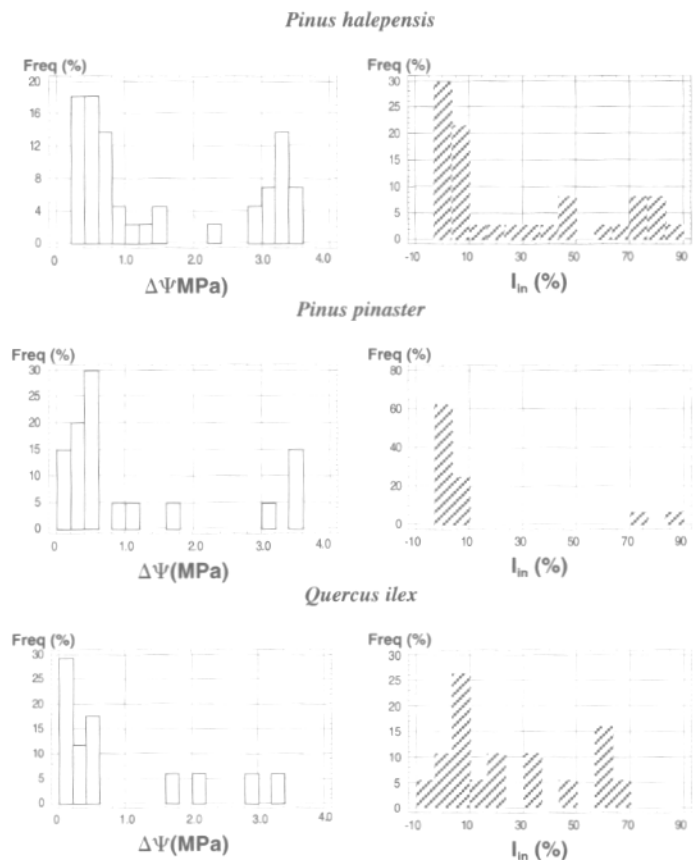 Pinus halepensis
Freq (%) Freq (%)
20 30
16 25
12 20
8 15
4 10
0 5
0
0 1.0 2.0 3.0 4.0 -10 10 30 50 70 90
ΔΨMPa) I_in (%)
Pinus pinaster
Freq (%) Freq (%)
30 80
25 60
20 40
15 20
10 0
5
0
0 1.0 2.0 3.0 4.0 -10 10 30 50 70 90
ΔΨ(MPa) I_in (%)
Quercus ilex
Freq (%) Freq (%)
30 30
25 25
20 20
15 15
10 10
5 5
0 0
0 1.0 2.0 3.0 4.0 -10 10 30 50 70 90
ΔΨ(MPa) I_in (%)